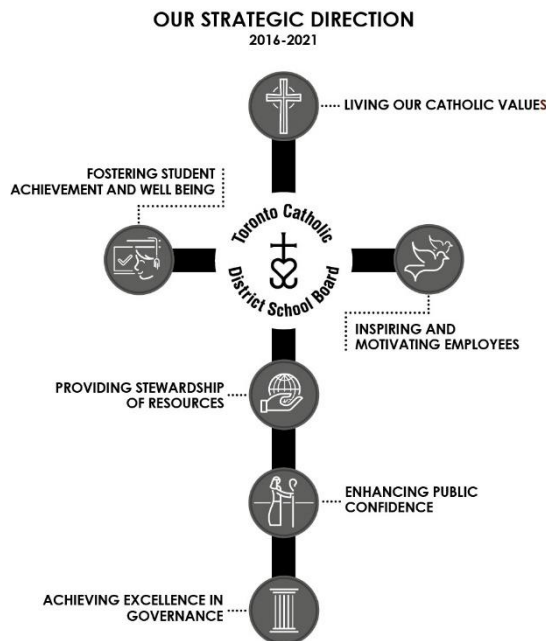 OUR STRATEGIC DIRECTION
2016-2021
LIVING OUR CATHOLIC VALUES
FOSTERING STUDENT
ACHIEVEMENT AND WELL BEING
Toronto Catholic
District School Board
INSPIRING AND
MOTIVATING EMPLOYEES
PROVIDING STEWARDSHIP
OF RESOURCES
ENHANCING PUBLIC
CONFIDENCE
ACHIEVING EXCELLENCE IN
GOVERNANCE